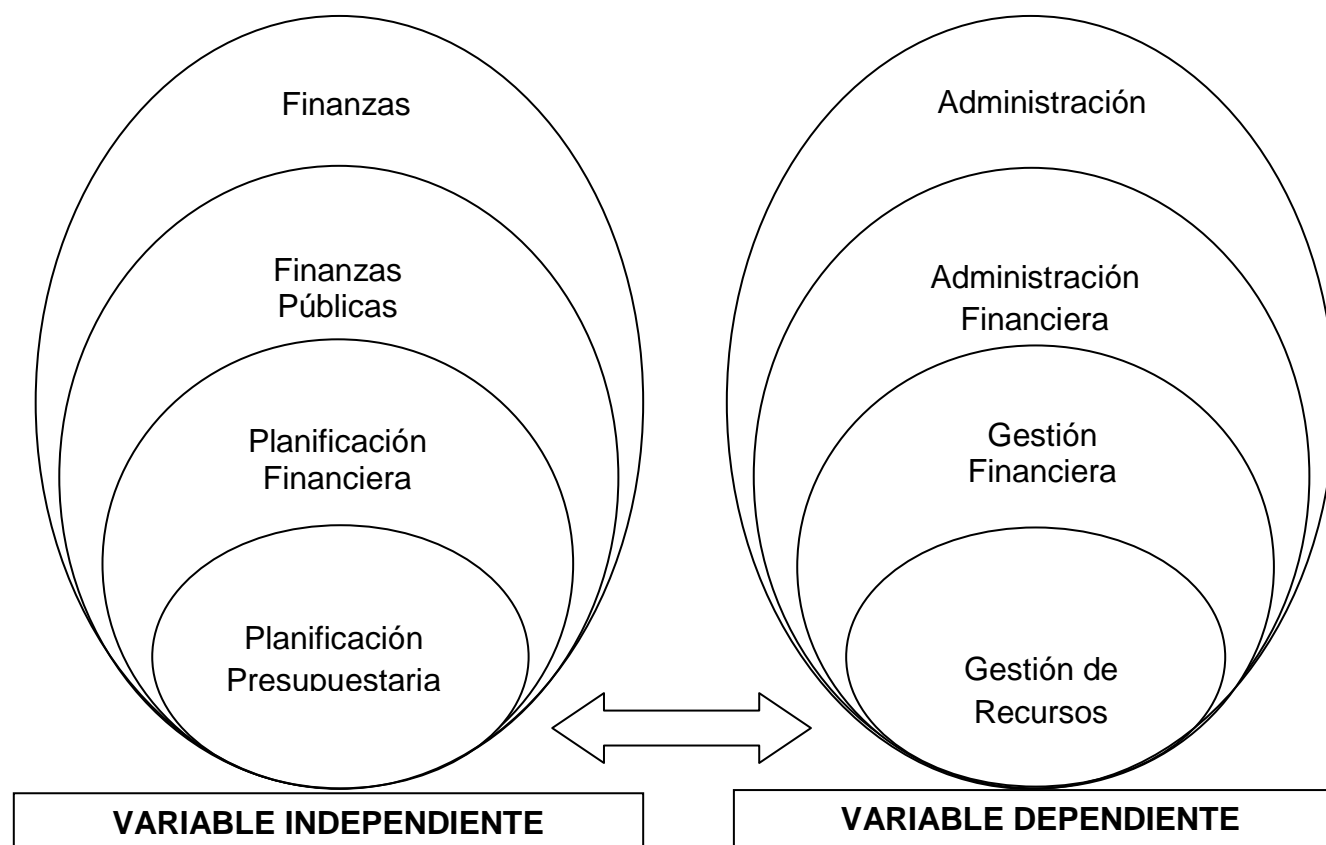 Finanzas
Finanzas
Públicas
Planificación
Financiera
Planificación
Presupuestaria
VARIABLE INDEPENDIENTE
Administración
Administración
Financiera
Gestión
Financiera
Gestión de
Recursos
VARIABLE DEPENDIENTE